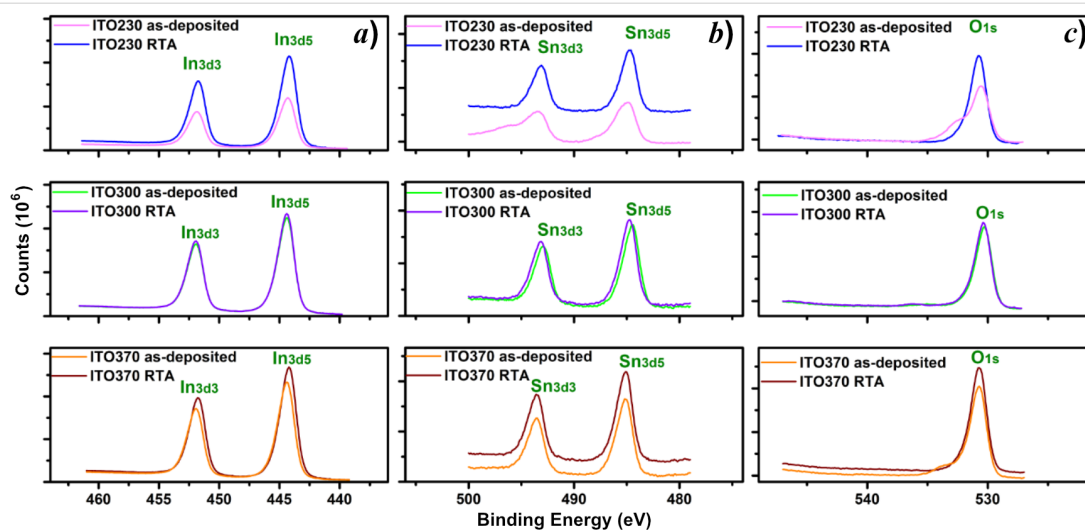 ITO230 as-deposited
ITO230 RTA
In3d3
In3d5
a)
ITO230 as-deposited
ITO230 RTA
Sn3d3
Sn3d5
b)
ITO230 as-deposited
ITO230 RTA
O1s
c)
ITO300 as-deposited
ITO300 RTA
In3d3
In3d5
ITO300 as-deposited
ITO300 RTA
Sn3d3
Sn3d5
ITO300 as-deposited
ITO300 RTA
O1s
ITO370 as-deposited
ITO370 RTA
In3d3
In3d5
ITO370 as-deposited
ITO370 RTA
Sn3d3
Sn3d5
ITO370 as-deposited
ITO370 RTA
O1s
Counts (10⁶)
460 455 450 445 440
500 490 480
540 530
Binding Energy (eV)